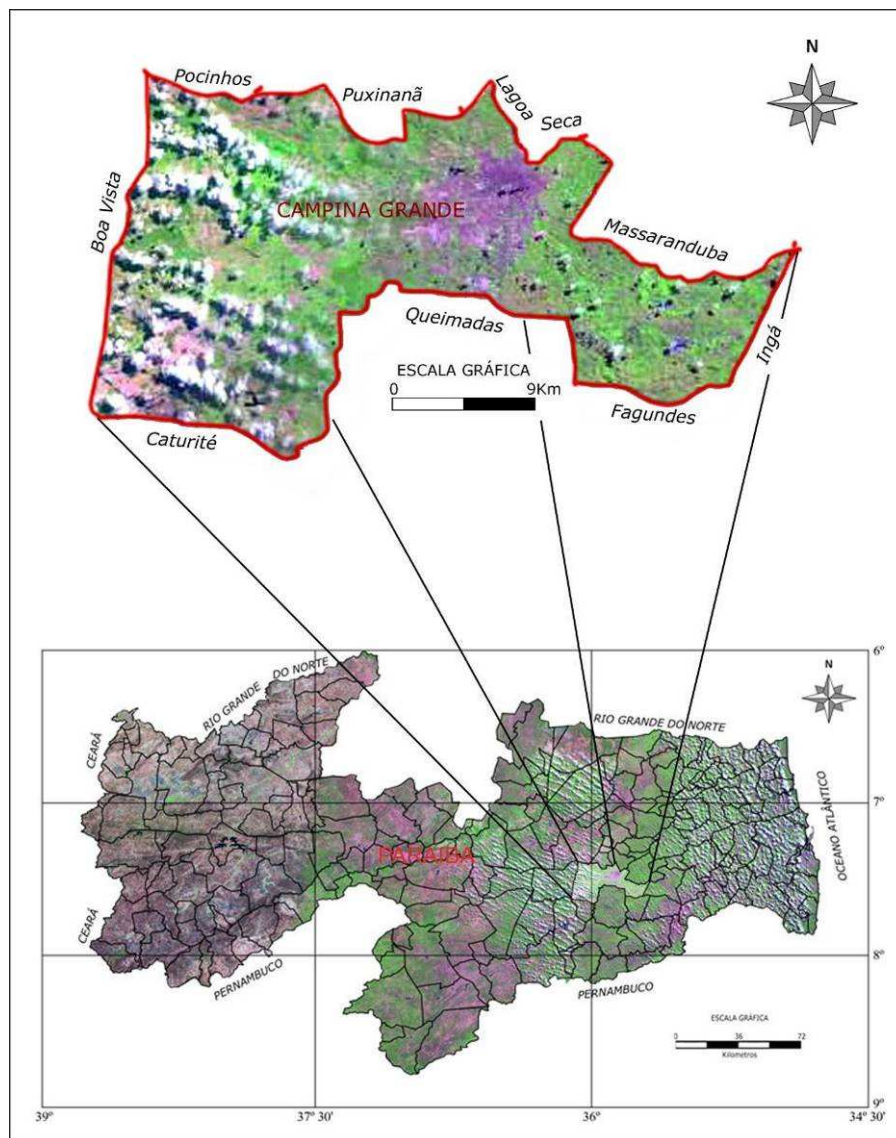 N
Pocinhos
Puxinanã
Lagoa
Seca
Boa Vista
CAMPINA GRANDE
Massaranduba
Queimadas
Ingá
ESCALA GRÁFICA
0 9Km
Fagundes
Caturité
6º
RIO GRANDE DO NORTE
N
RIO GRANDE DO NORTE
CEARÁ
7º
OCEANO ATLÂNTICO
PARAIBA
CEARÁ
8º
PERNAMBUCO
PERNAMBUCO
ESCALA GRÁFICA
0 36 72
Kilometros
9º
39º 37º 30' 36º 34º 30'